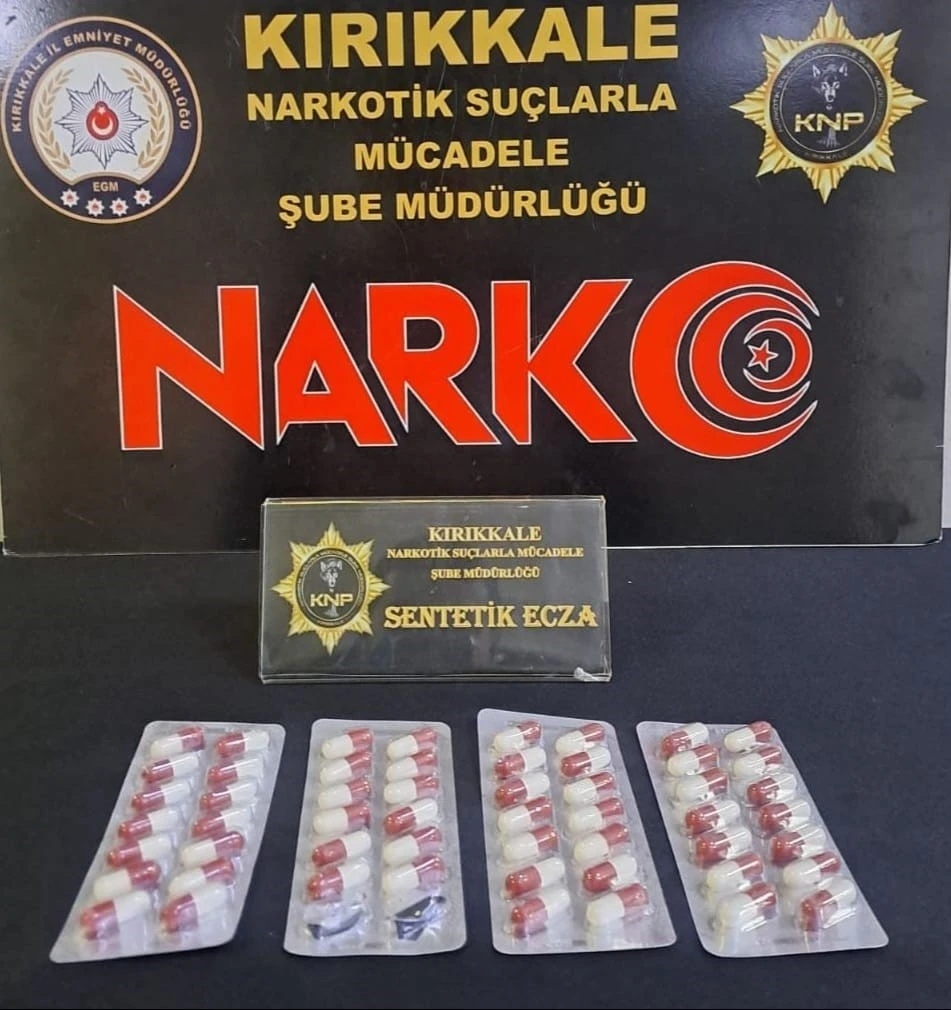 KIRIKKALE İL EMNİYET MÜDÜRLÜĞÜ
EGM
KIRIKKALE
NARKOTİK SUÇLARLA
MÜCADELE
ŞUBE MÜDÜRLÜĞÜ
KNP
KIRIKKALE
NARKO
KIRIKKALE
NARKOTİK SUÇLARLA MÜCADELE
ŞUBE MÜDÜRLÜĞÜ
KNP
SENTETİK ECZA